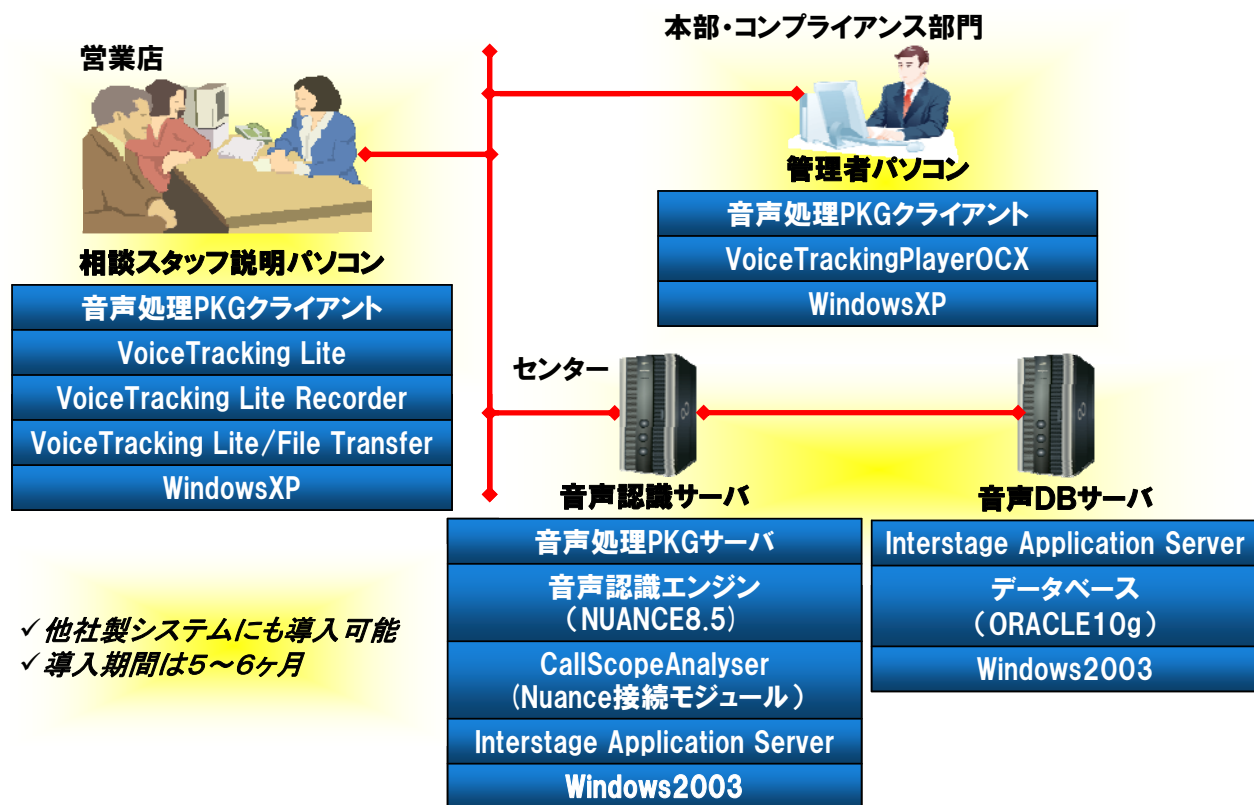 営業店
相談スタッフ説明パソコン
音声処理PKGクライアント
VoiceTracking Lite
VoiceTracking Lite Recorder
VoiceTracking Lite/File Transfer
WindowsXP
本部・コンプライアンス部門
管理者パソコン
音声処理PKGクライアント
VoiceTrackingPlayerOCX
WindowsXP
センター
音声認識サーバ
音声処理PKGサーバ
音声認識エンジン
(NUANCE8.5)
CallScopeAnalyser
(Nuance接続モジュール)
Interstage Application Server
Windows2003
音声DBサーバ
Interstage Application Server
データベース
(ORACLE10g)
Windows2003
✓他社製システムにも導入可能
✓導入期間は5~6ヶ月